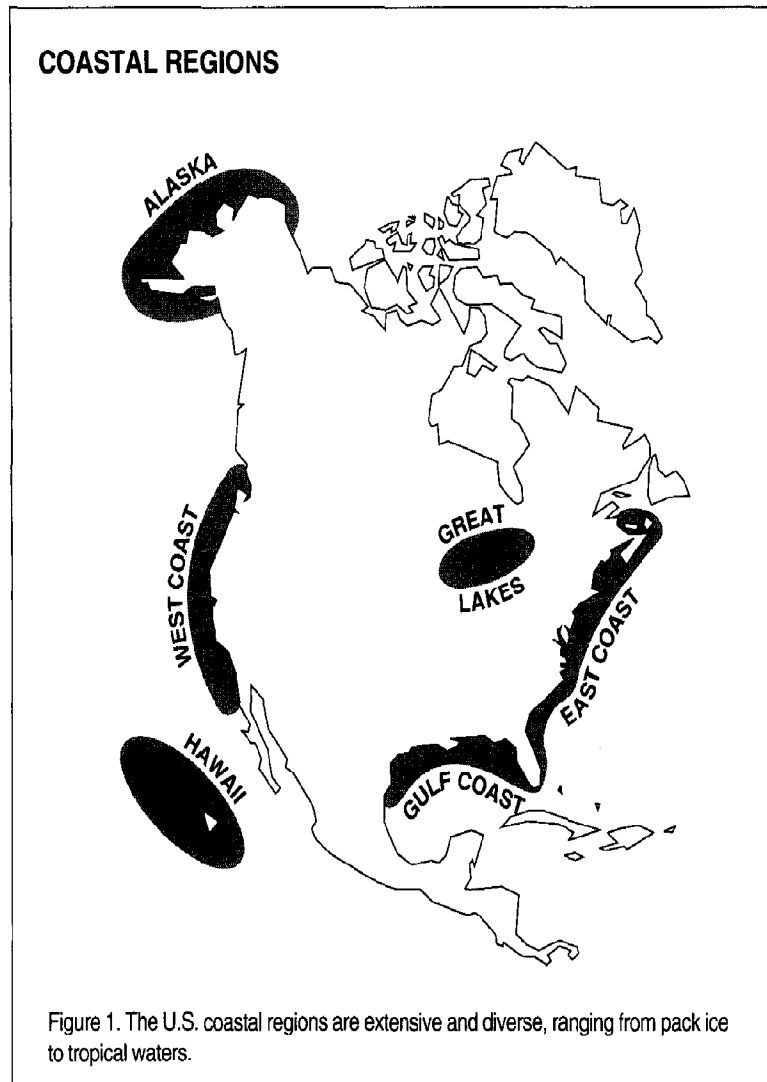 COASTAL REGIONS
ALASKA
GREAT
LAKES
WEST COAST
EAST COAST
HAWAII
GULF COAST
Figure 1. The U.S. coastal regions are extensive and diverse, ranging from pack ice
to tropical waters.